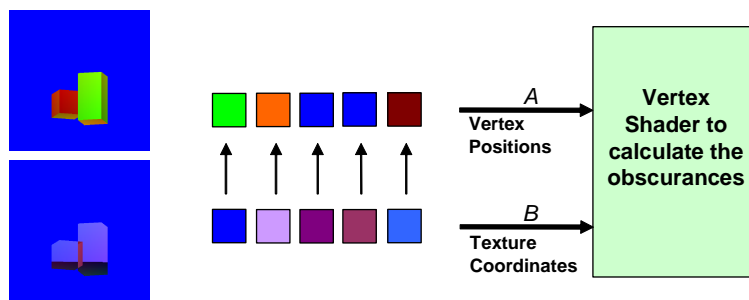 A
Vertex
Positions
B
Texture
Coordinates
Vertex
Shader to
calculate the
obscurances